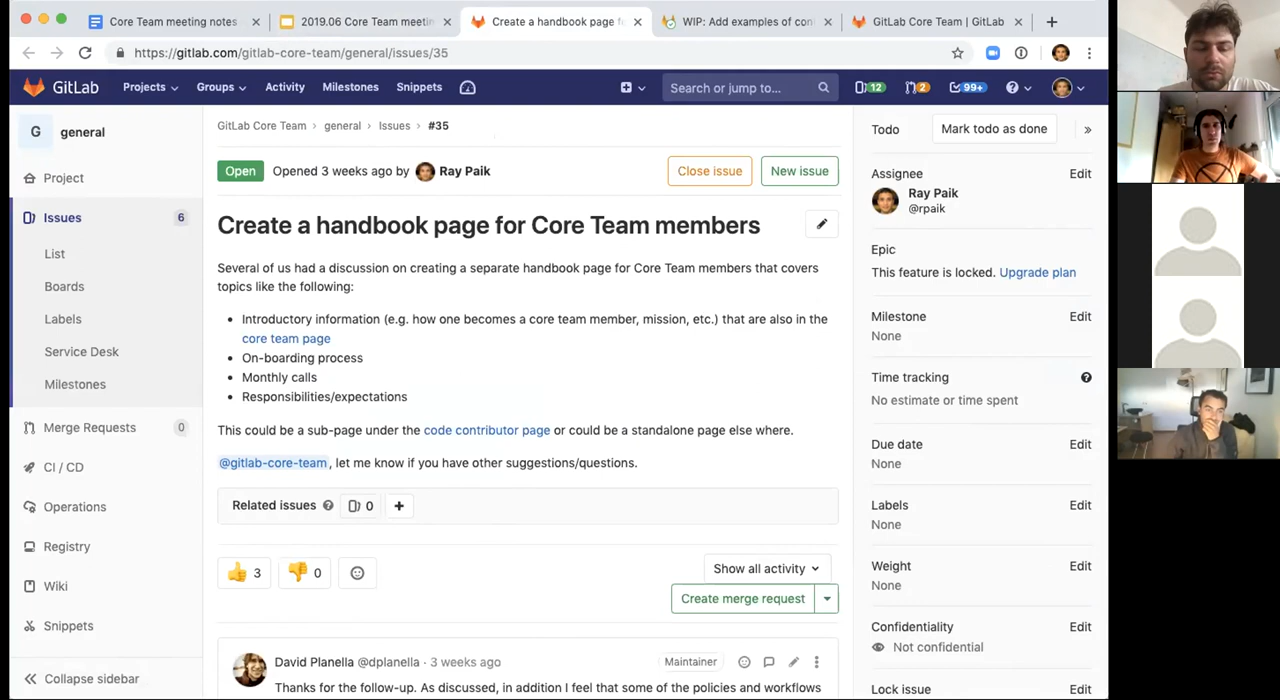 Core Team meeting notes
2019.06 Core Team meetin
Create a handbook page f
WIP: Add examples of con
GitLab Core Team | GitLab
https://gitlab.com/gitlab-core-team/general/issues/35
GitLab
Projects
Groups
Activity
Milestones
Snippets
Search or jump to...
12
2
99+
G
general
Project
Issues
6
List
Boards
Labels
Service Desk
Milestones
Merge Requests
0
CI / CD
Operations
Registry
Wiki
Snippets
Collapse sidebar
GitLab Core Team > general > Issues > #35
Open
Opened 3 weeks ago by Ray Paik
Close issue
New issue
Create a handbook page for Core Team members
Several of us had a discussion on creating a separate handbook page for Core Team members that covers
topics like the following:
• Introductory information (e.g. how one becomes a core team member, mission, etc.) that are also in the
core team page
• On-boarding process
• Monthly calls
• Responsibilities/expectations
This could be a sub-page under the code contributor page or could be a standalone page else where.
@gitlab-core-team, let me know if you have other suggestions/questions.
Related issues
0
3
0
Show all activity
Create merge request
David Planella @dplanella · 3 weeks ago
Maintainer
Thanks for the follow-up. As discussed, in addition I feel that some of the policies and workflows
Todo
Mark todo as done
Assignee
Edit
Ray Paik
@rpaik
Epic
This feature is locked. Upgrade plan
Milestone
Edit
None
Time tracking
No estimate or time spent
Due date
Edit
None
Labels
Edit
None
Weight
Edit
None
Confidentiality
Edit
Not confidential
Lock issue
Edit